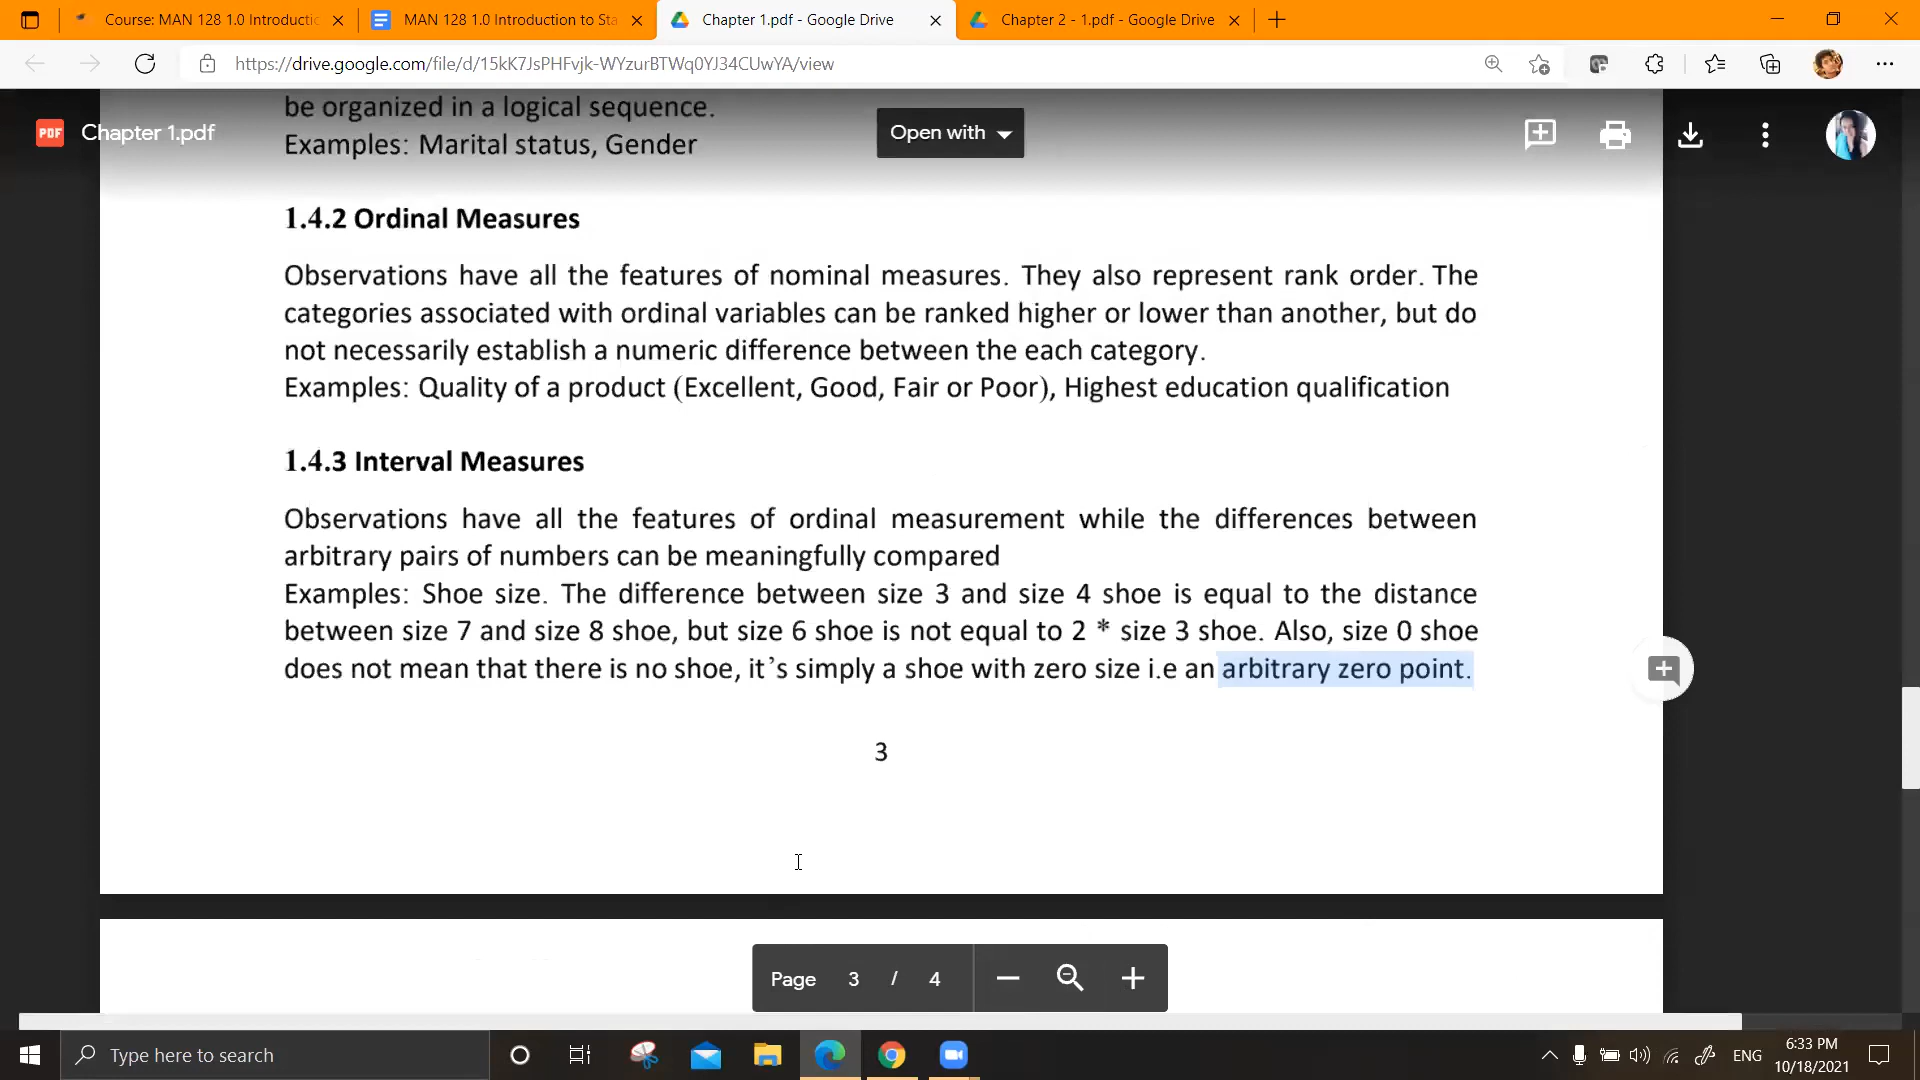 Course: MAN 128 1.0 Introductio
MAN 128 1.0 Introduction to Sta
Chapter 1.pdf - Google Drive
Chapter 2 - 1.pdf - Google Drive
https://drive.google.com/file/d/15kK7JsPHFvjk-WYzurBTWq0YJ34CUwYA/view
be organized in a logical sequence.
PDF Chapter 1.pdf
Open with
Examples: Marital status, Gender
1.4.2 Ordinal Measures
Observations have all the features of nominal measures. They also represent rank order. The
categories associated with ordinal variables can be ranked higher or lower than another, but do
not necessarily establish a numeric difference between the each category.
Examples: Quality of a product (Excellent, Good, Fair or Poor), Highest education qualification
1.4.3 Interval Measures
Observations have all the features of ordinal measurement while the differences between
arbitrary pairs of numbers can be meaningfully compared
Examples: Shoe size. The difference between size 3 and size 4 shoe is equal to the distance
between size 7 and size 8 shoe, but size 6 shoe is not equal to 2 * size 3 shoe. Also, size 0 shoe
does not mean that there is no shoe, it's simply a shoe with zero size i.e an arbitrary zero point.
3
Page 3 / 4
Type here to search
ENG
6:33 PM
10/18/2021